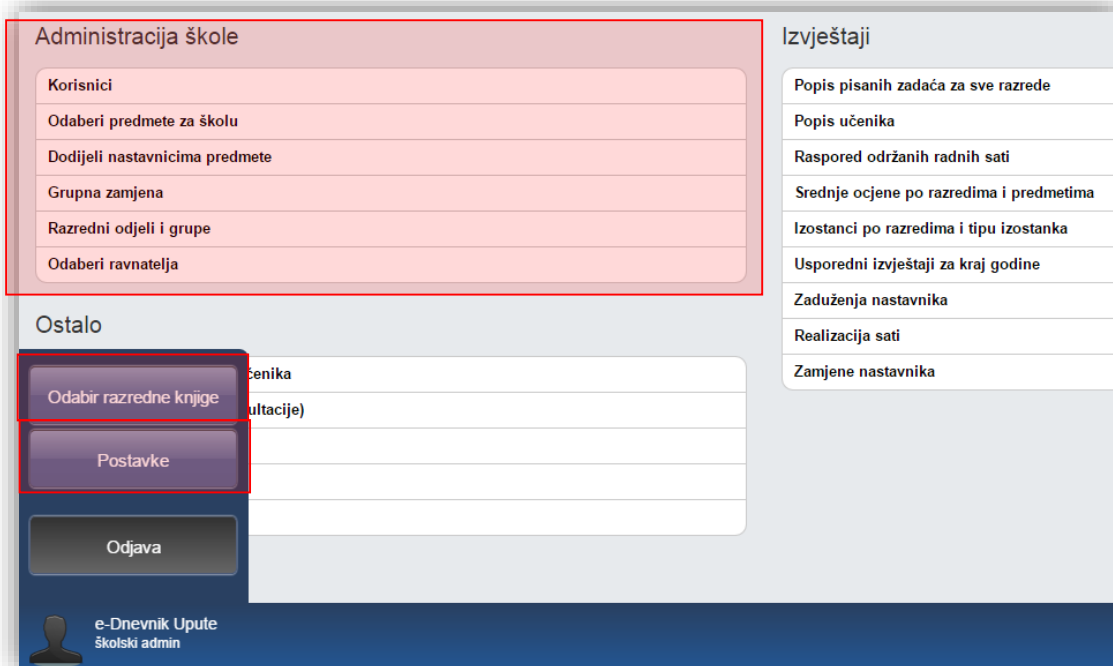 Administracija škole
Korisnici
Odaberi predmete za školu
Dodijeli nastavnicima predmete
Grupna zamjena
Razredni odjeli i grupe
Odaberi ravnatelja
Ostalo
čenika
ultacije)
Odabir razredne knjige
Postavke
Odjava
e-Dnevnik Upute
školski admin
Izvještaji
Popis pisanih zadaća za sve razrede
Popis učenika
Raspored održanih radnih sati
Srednje ocjene po razredima i predmetima
Izostanci po razredima i tipu izostanka
Usporedni izvještaji za kraj godine
Zaduženja nastavnika
Realizacija sati
Zamjene nastavnika